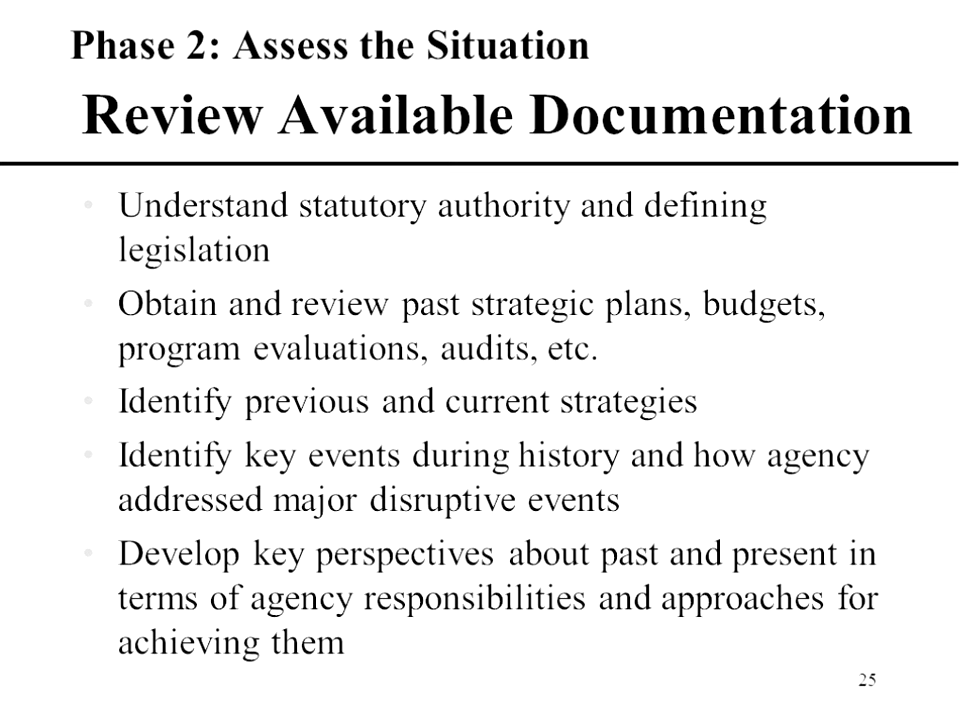 Phase 2: Assess the Situation
Review Available Documentation
• Understand statutory authority and defining
legislation
• Obtain and review past strategic plans, budgets,
program evaluations, audits, etc.
• Identify previous and current strategies
• Identify key events during history and how agency
addressed major disruptive events
• Develop key perspectives about past and present in
terms of agency responsibilities and approaches for
achieving them
25